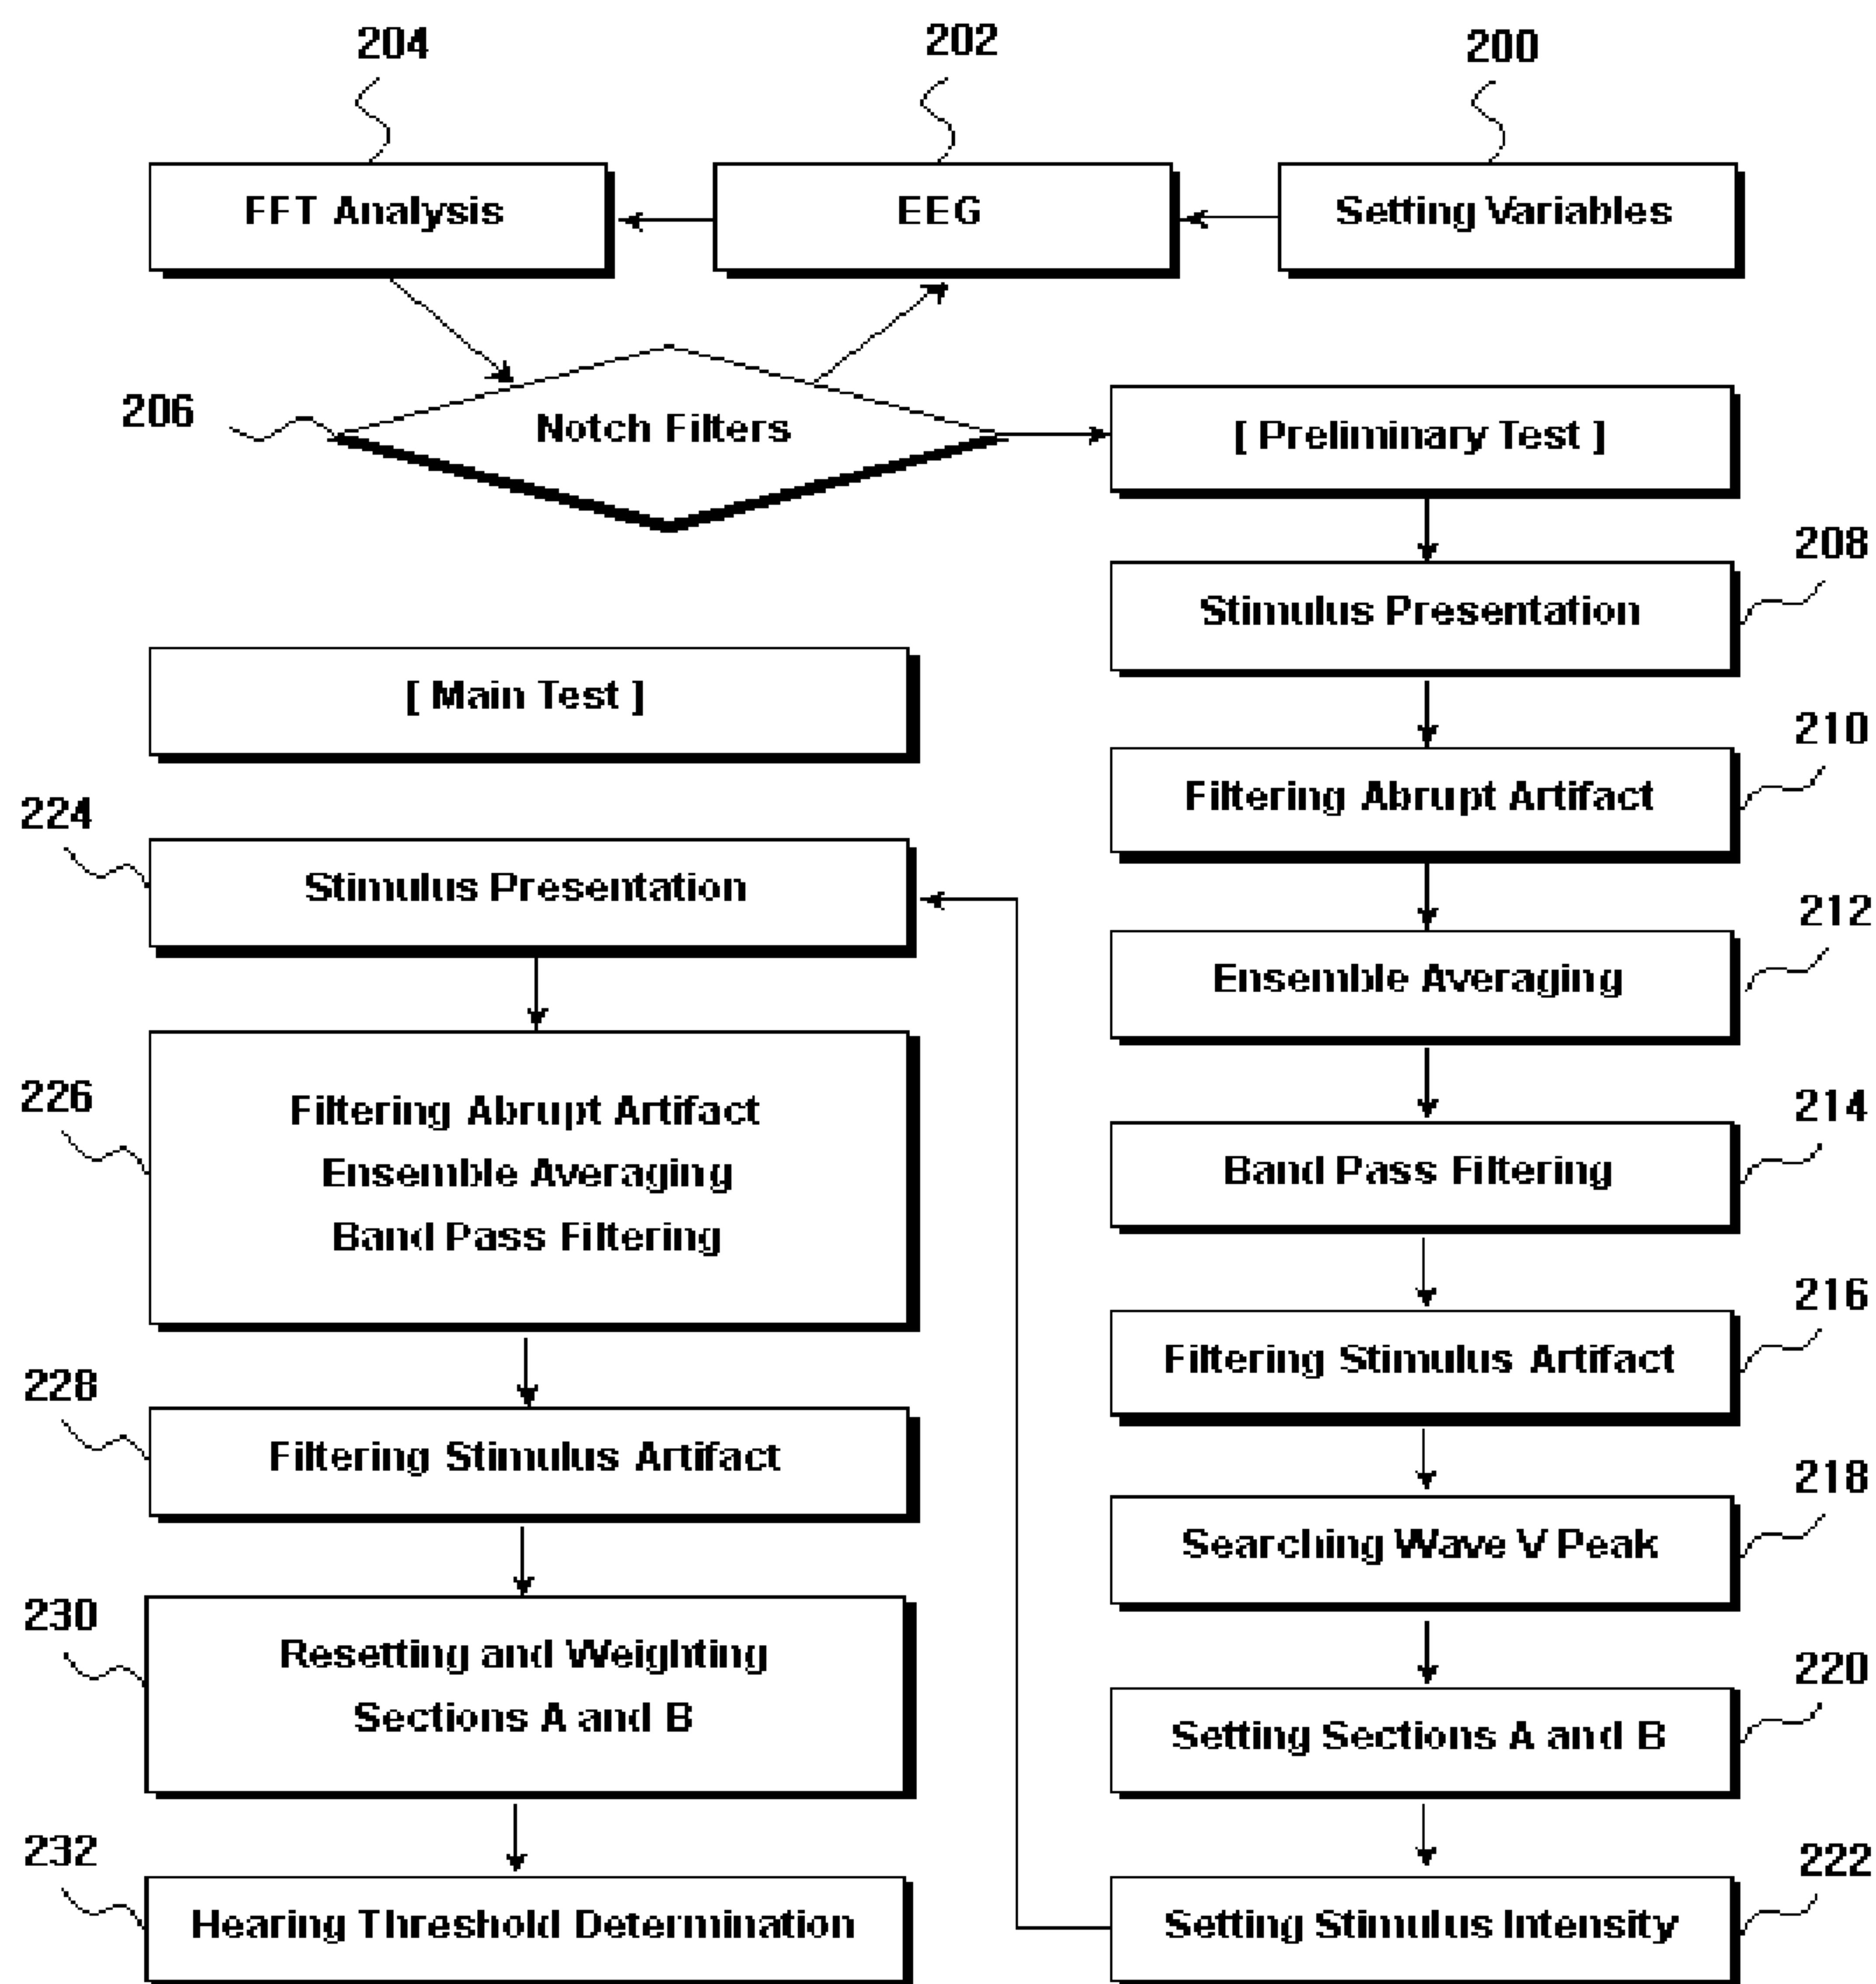 204
202
200
FFT Analysis
EEG
Setting Variables
206
Notch Filters
[ Preliminary Test ]
208
Stimulus Presentation
210
Filtering Abrupt Artifact
212
Ensemble Averaging
214
Band Pass Filtering
216
Filtering Stimulus Artifact
218
Searching Wave V Peak
220
Setting Sections A and B
222
Setting Stimulus Intensity
[ Main Test ]
224
Stimulus Presentation
226
Filtering Abrupt Artifact
Ensemble Averaging
Band Pass Filtering
228
Filtering Stimulus Artifact
230
Resetting and Weighting
Sections A and B
232
Hearing Threshold Determination